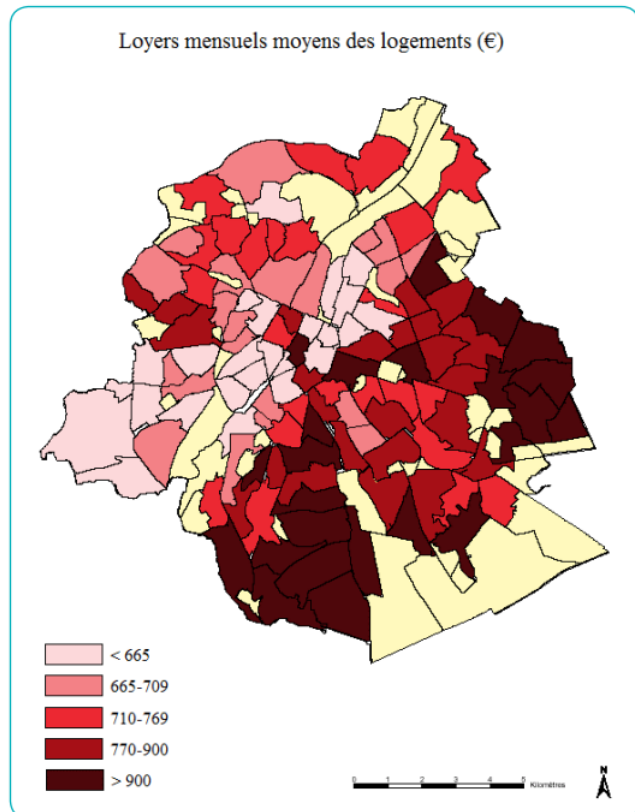 Loyers mensuels moyens des logements (€)
< 665
665-709
710-769
770-900
> 900
0 1 2 3 4 5
Kilomètres
N